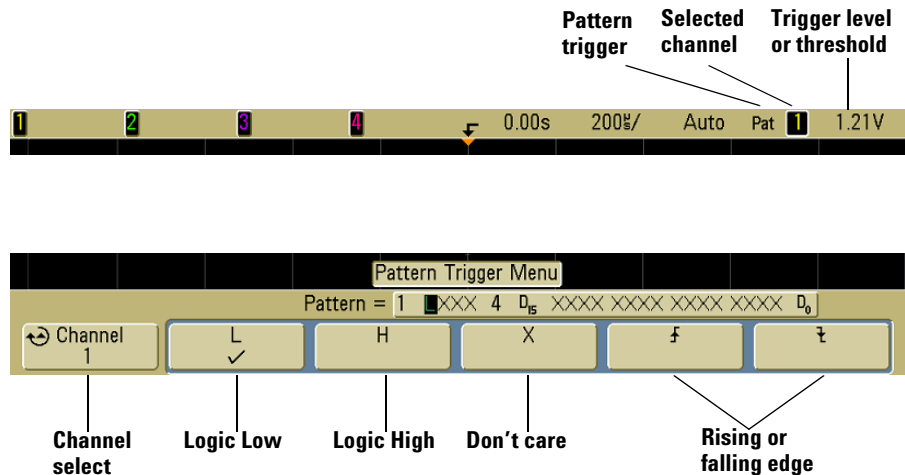 Pattern trigger
Selected channel
Trigger level or threshold
1 2 3 4 0.00s 200㎲/ Auto Pat 1 1.21V
Pattern Trigger Menu
Pattern = 1 LXXX 4 D15 XXXX XXXX XXXX XXXX D0
Channel 1
L
H
X
Channel select
Logic Low
Logic High
Don't care
Rising or falling edge